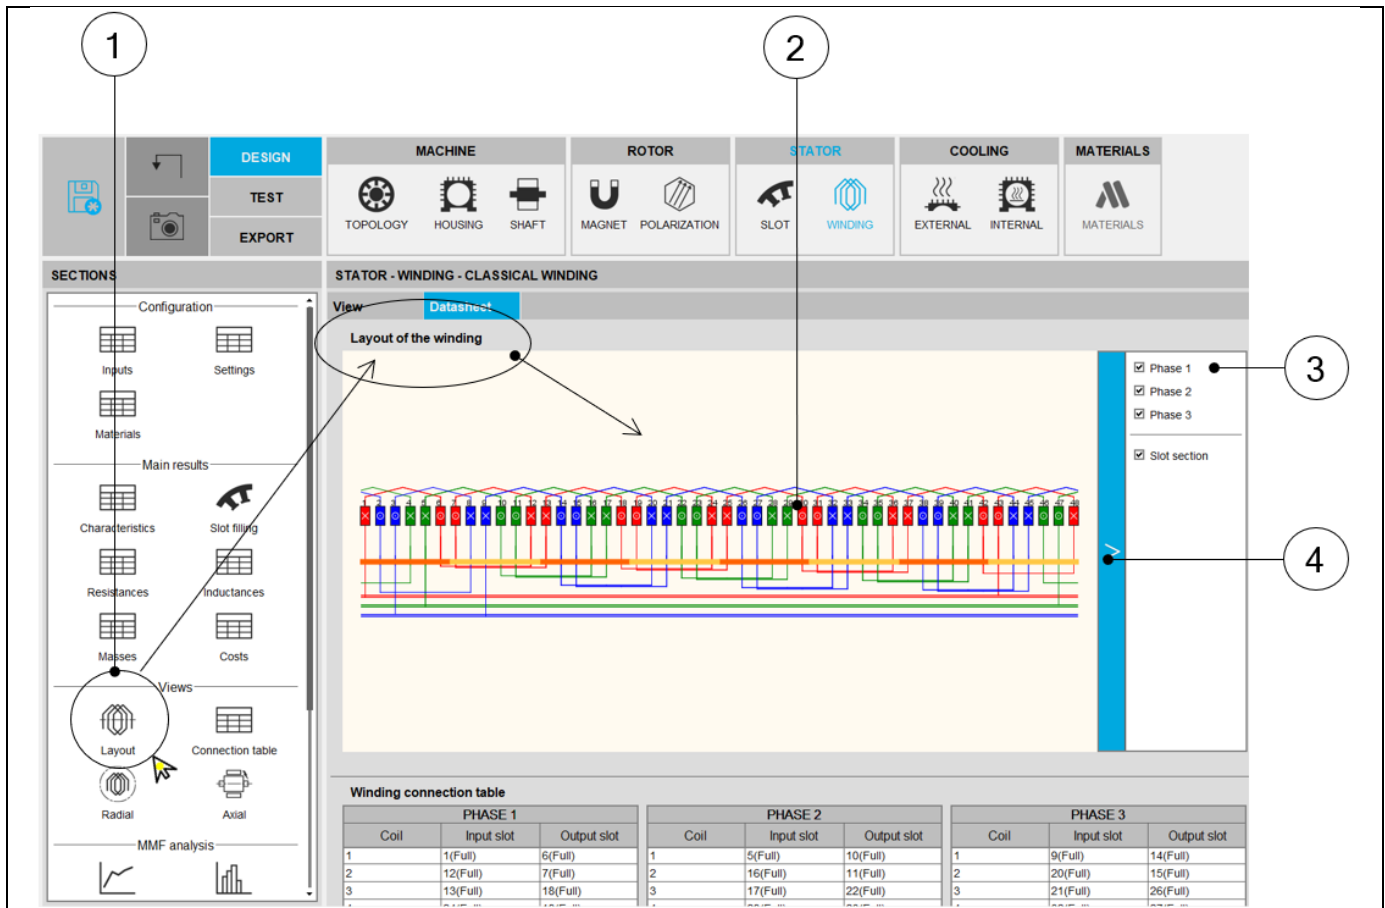 1
2
DESIGN
MACHINE
ROTOR
STATOR
COOLING
MATERIALS
TEST
EXPORT
TOPOLOGY HOUSING SHAFT MAGNET POLARIZATION SLOT WINDING EXTERNAL INTERNAL MATERIALS
SECTIONS
STATOR - WINDING - CLASSICAL WINDING
Configuration
View Datasheet
Layout of the winding
Inputs Settings
Materials
Phase 1
3
Phase 2
Phase 3
Slot section
Main results
Characteristics Slot filling
>
4
Resistances Inductances
Masses Costs
Views
Layout Connection table
Radial Axial
MMF analysis
Winding connection table
PHASE 1 PHASE 2 PHASE 3
Coil Input slot Output slot Coil Input slot Output slot Coil Input slot Output slot
1 1(Full) 6(Full) 1 5(Full) 10(Full) 1 9(Full) 14(Full)
2 12(Full) 7(Full) 2 16(Full) 11(Full) 2 20(Full) 15(Full)
3 13(Full) 18(Full) 3 17(Full) 22(Full) 3 21(Full) 26(Full)